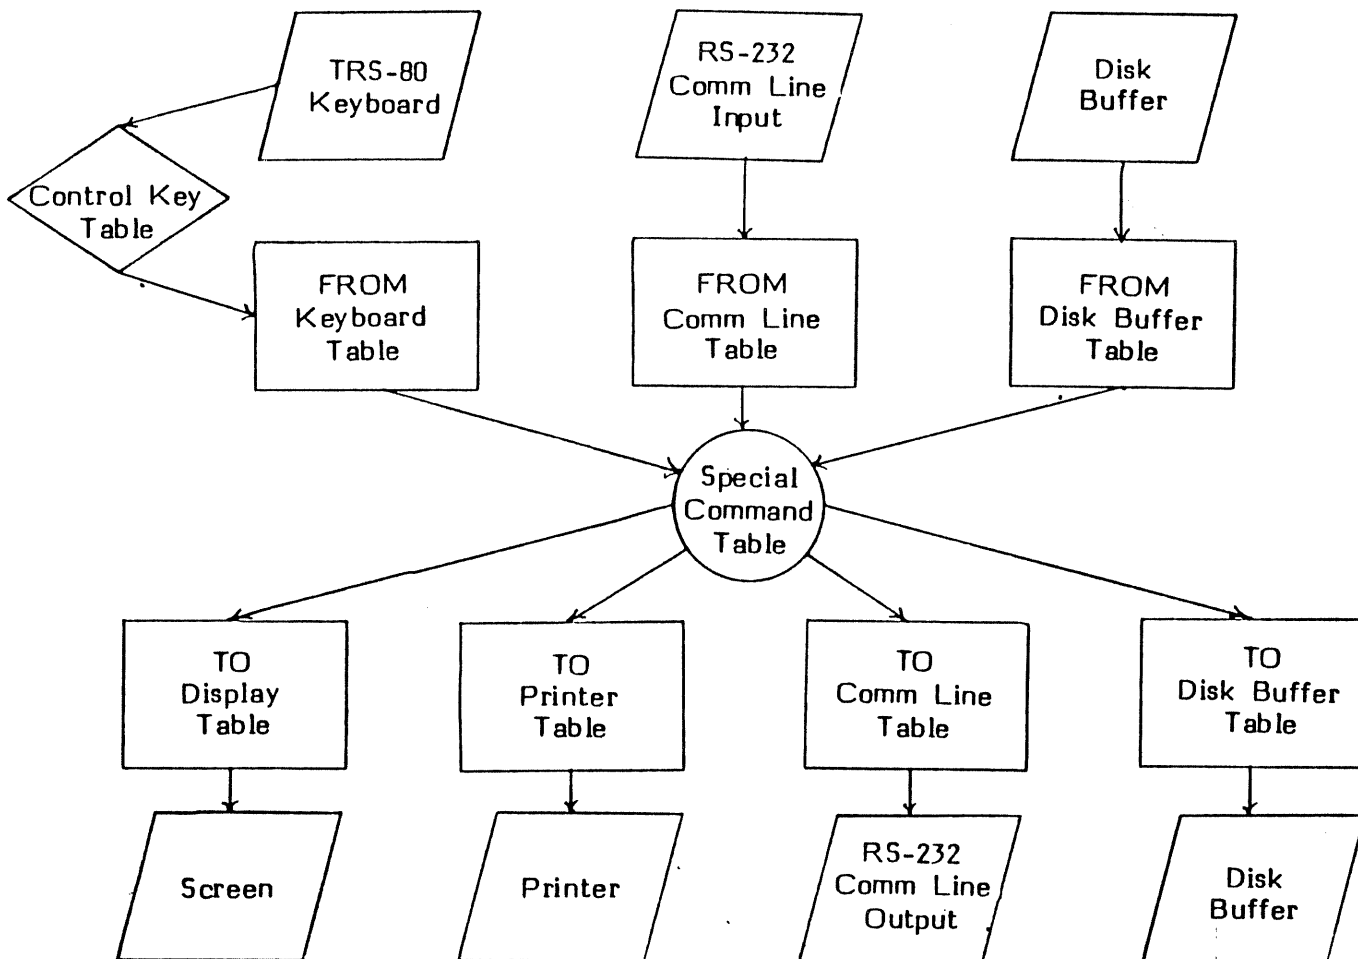 TRS-80
Keyboard
RS-232
Comm Line
Input
Disk
Buffer
Control Key
Table
FROM
Keyboard
Table
FROM
Comm Line
Table
FROM
Disk Buffer
Table
Special
Command
Table
TO
Display
Table
TO
Printer
Table
TO
Comm Line
Table
TO
Disk Buffer
Table
Screen
Printer
RS-232
Comm Line
Output
Disk
Buffer